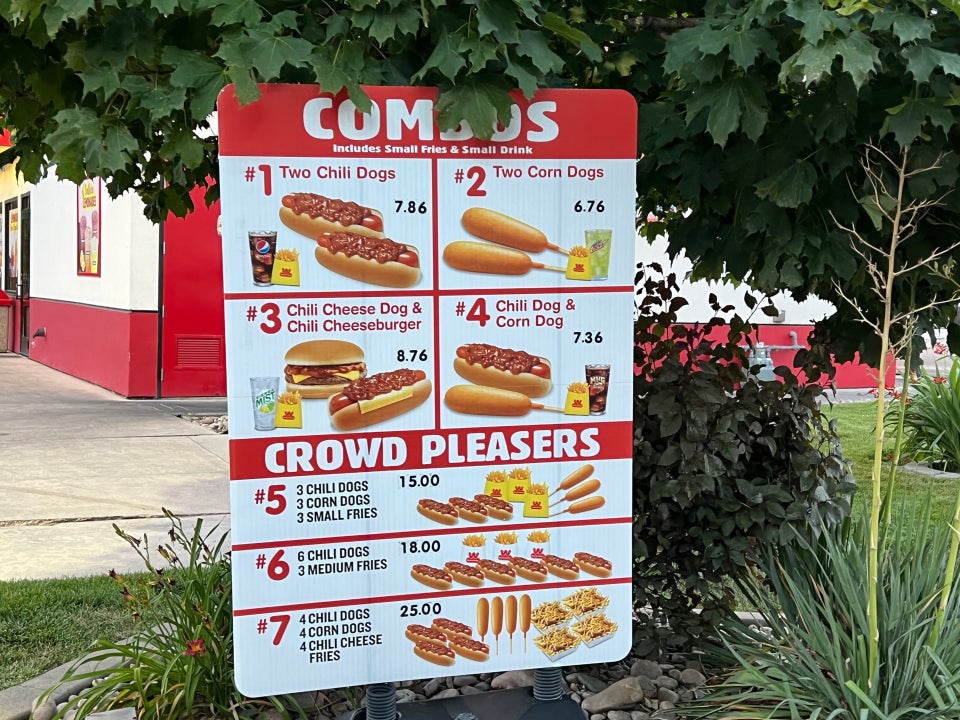 COMBOS
Includes Small Fries & Small Drink
#1 Two Chili Dogs
7.86
#2 Two Corn Dogs
6.76
#3 Chili Cheese Dog &
Chili Cheeseburger
8.76
MIST
#4 Chili Dog &
Corn Dog
7.36
MUG
CROWD PLEASERS
#5 3 CHILI DOGS
3 CORN DOGS
3 SMALL FRIES
15.00
#6 6 CHILI DOGS
3 MEDIUM FRIES
18.00
#7 4 CHILI DOGS
4 CORN DOGS
4 CHILI CHEESE
FRIES
25.00